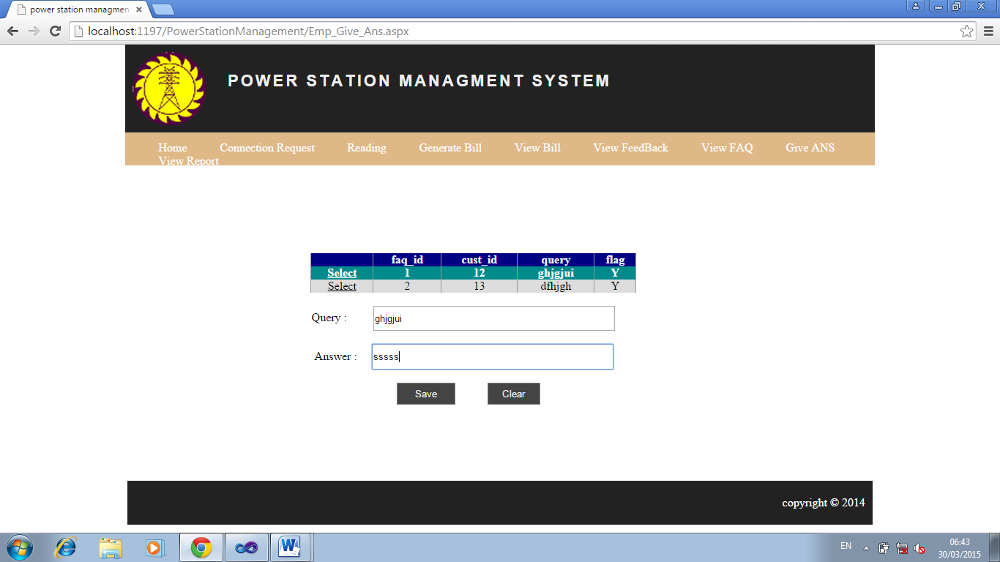 power station managmen
localhost:1197/PowerStationManagement/Emp_Give_Ans.aspx
POWER STATION MANAGMENT SYSTEM
Home Connection Request Reading Generate Bill View Bill View FeedBack View FAQ Give ANS
View Report
faq_id cust_id query flag
Select 1 12 ghjgjui Y
Select 2 13 dfhjgh Y
Query : ghjgjui
Answer : sssss
Save Clear
copyright © 2014
EN 06:43
30/03/2015